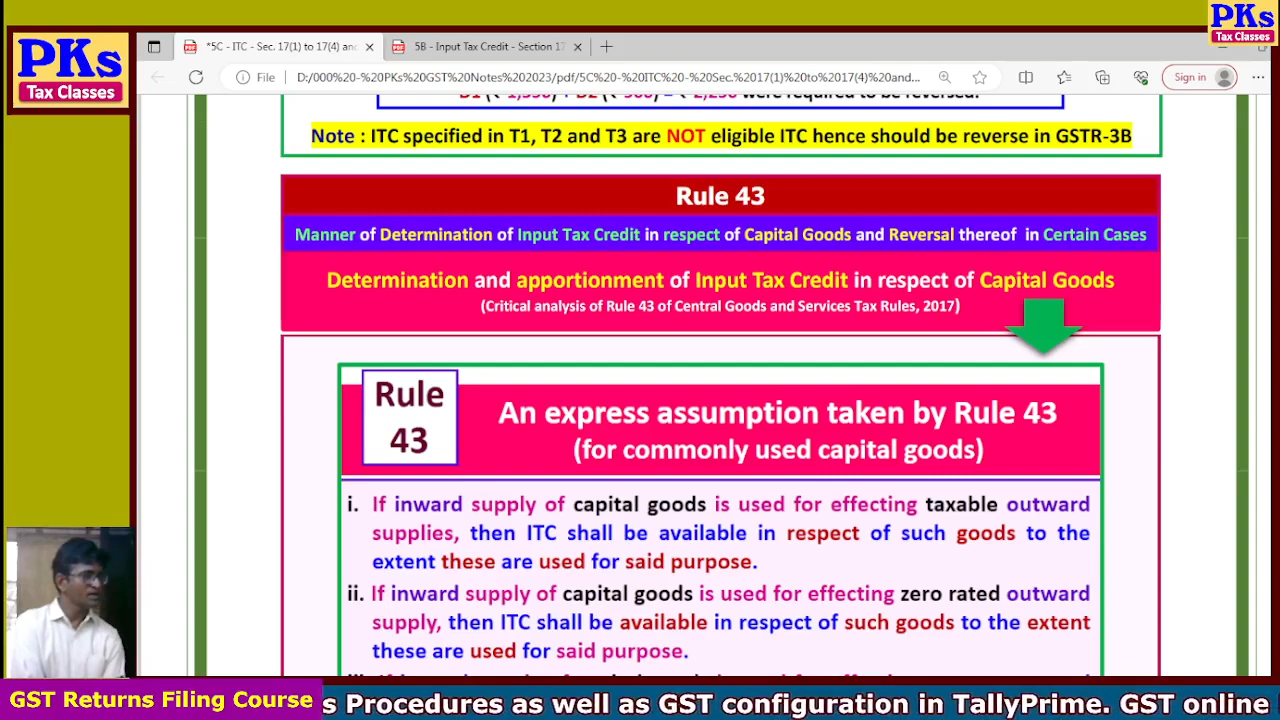 PKs
Tax Classes
PKs
Tax Classes
*5C - ITC - Sec. 17(1) to 17(4) and
5B - Input Tax Credit - Section 17
File
D:/000%20-%20PKs%20GST%20Notes%202023/pdf/5C%20-%20ITC%20-%20Sec.%2017(1)%20to%2017(4)%20and...
Sign in
were required to be reversed.
Note : ITC specified in T1, T2 and T3 are NOT eligible ITC hence should be reverse in GSTR-3B
Rule 43
Manner of Determination of Input Tax Credit in respect of Capital Goods and Reversal thereof in Certain Cases
Determination and apportionment of Input Tax Credit in respect of Capital Goods
(Critical analysis of Rule 43 of Central Goods and Services Tax Rules, 2017)
Rule
43
An express assumption taken by Rule 43
(for commonly used capital goods)
i. If inward supply of capital goods is used for effecting taxable outward
supplies, then ITC shall be available in respect of such goods to the
extent these are used for said purpose.
ii. If inward supply of capital goods is used for effecting zero rated outward
supply, then ITC shall be available in respect of such goods to the extent
these are used for said purpose.
GST Returns Filing Course
s Procedures as well as GST configuration in TallyPrime. GST online